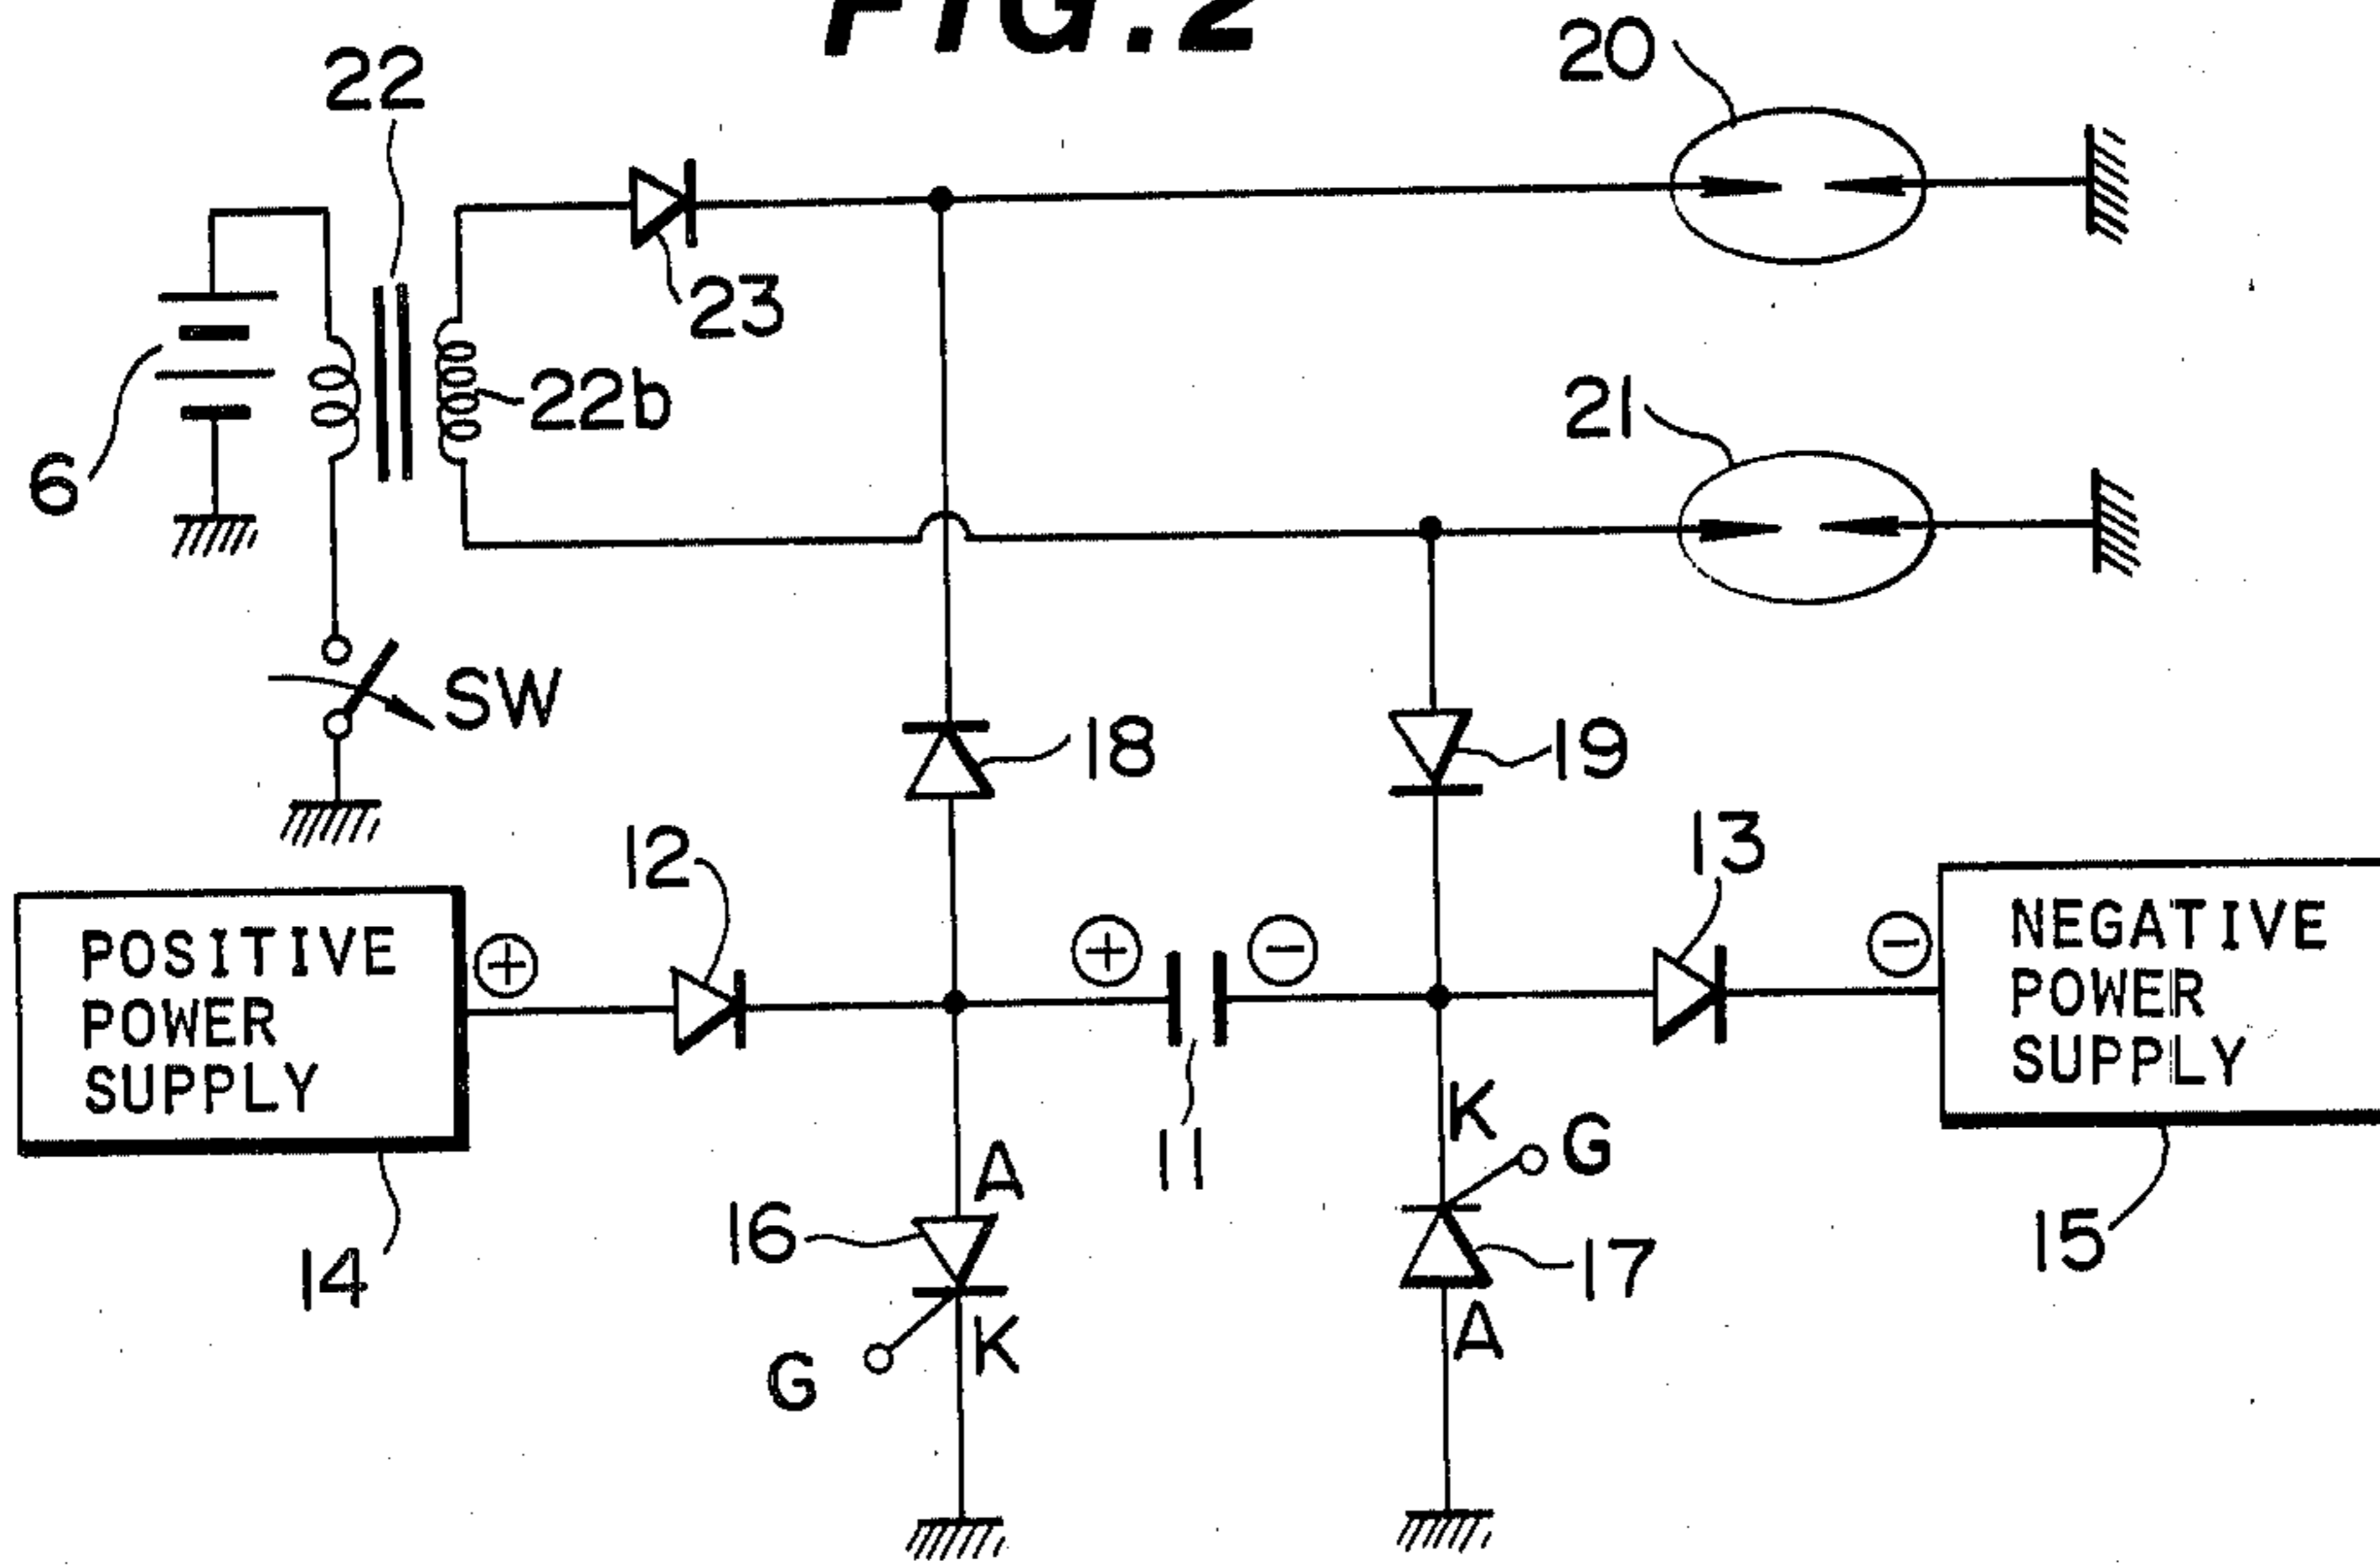 FIG.2
22
20
23
22b
21
6
SW
18
19
12
13
POSITIVE
POWER
SUPPLY
+
+
−
−
NEGATIVE
POWER
SUPPLY
K
G
A
11
16
17
15
14
K
A
G